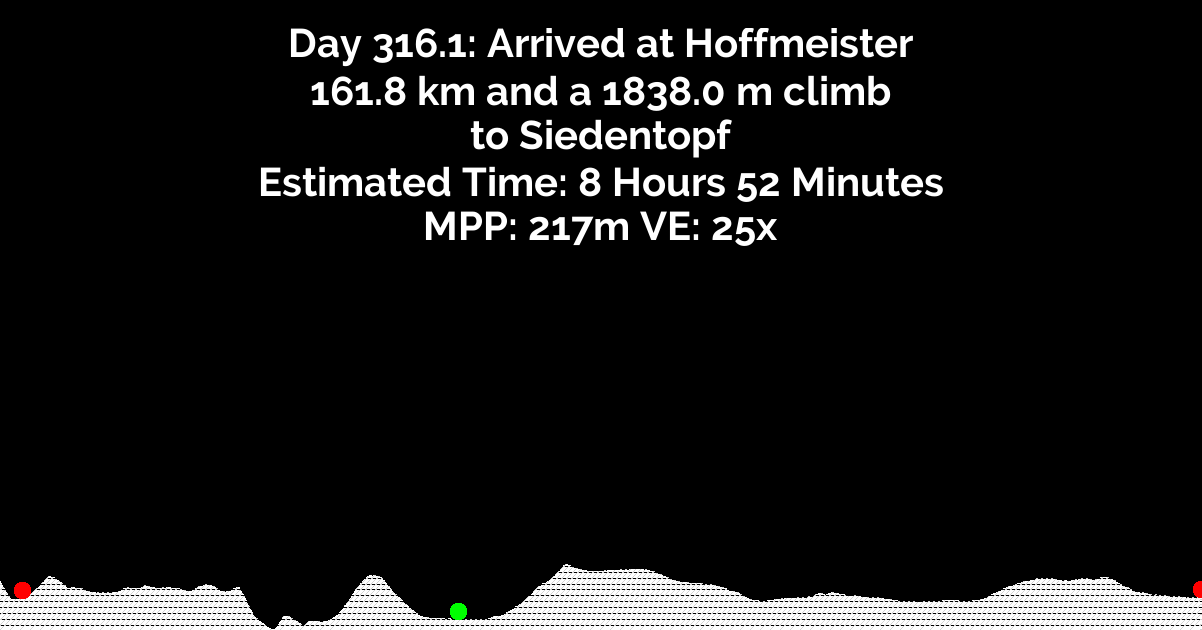 Day 316.1: Arrived at Hoffmeister
161.8 km and a 1838.0 m climb
to Siedentopf
Estimated Time: 8 Hours 52 Minutes
MPP: 217m VE: 25x